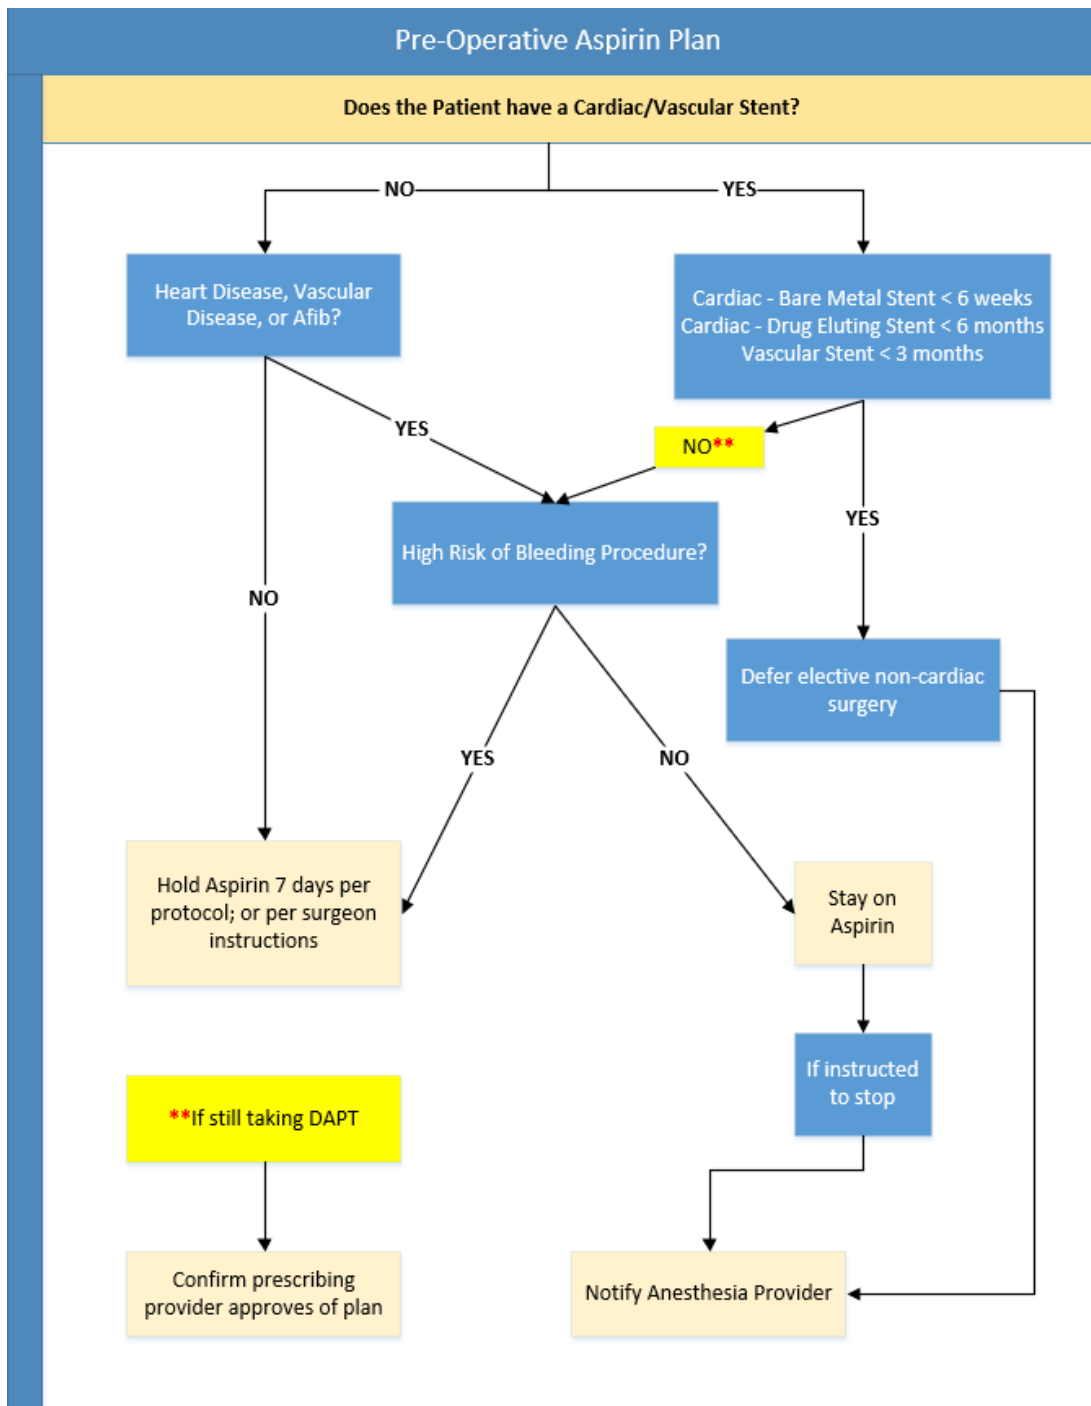 Pre-Operative Aspirin Plan
Does the Patient have a Cardiac/Vascular Stent?
NO
YES
Heart Disease, Vascular
Disease, or Afib?
Cardiac - Bare Metal Stent < 6 weeks
Cardiac - Drug Eluting Stent < 6 months
Vascular Stent < 3 months
YES
NO**
High Risk of Bleeding Procedure?
YES
NO
Defer elective non-cardiac
surgery
YES
NO
Hold Aspirin 7 days per
protocol; or per surgeon
instructions
Stay on
Aspirin
If instructed
to stop
**If still taking DAPT
Confirm prescribing
provider approves of plan
Notify Anesthesia Provider